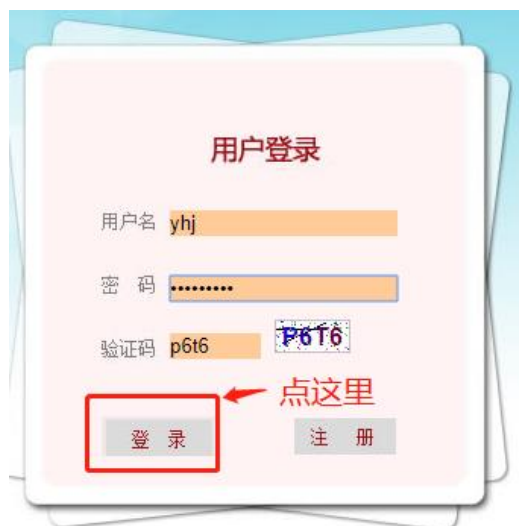 用户登录
用户名 yhj
密 码 •••••••••
验证码 p6t6 P6T6
点这里
登 录 注 册